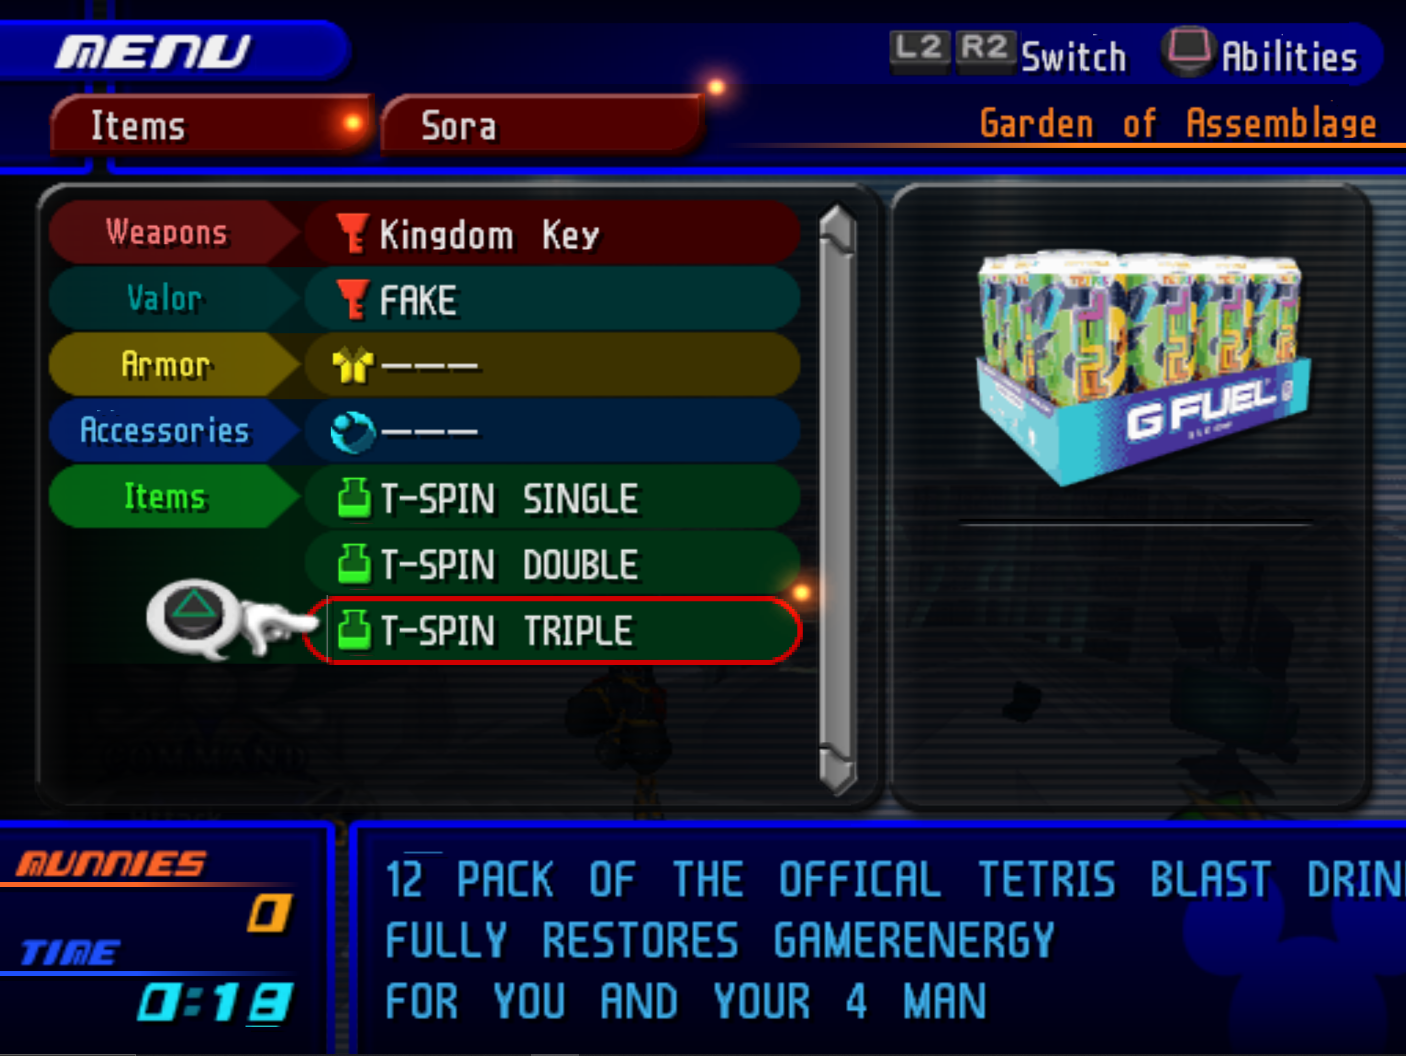 MENU
L2 R2 Switch Abilities
Items Sora
Garden of Assemblage
Weapons Kingdom Key
Valor FAKE
Armor ---
Accessories ---
Items T-SPIN SINGLE
T-SPIN DOUBLE
T-SPIN TRIPLE
G FUEL
MUNNIES
0
TIME
0:18
12 PACK OF THE OFFICAL TETRIS BLAST DRIN
FULLY RESTORES GAMERENERGY
FOR YOU AND YOUR 4 MAN